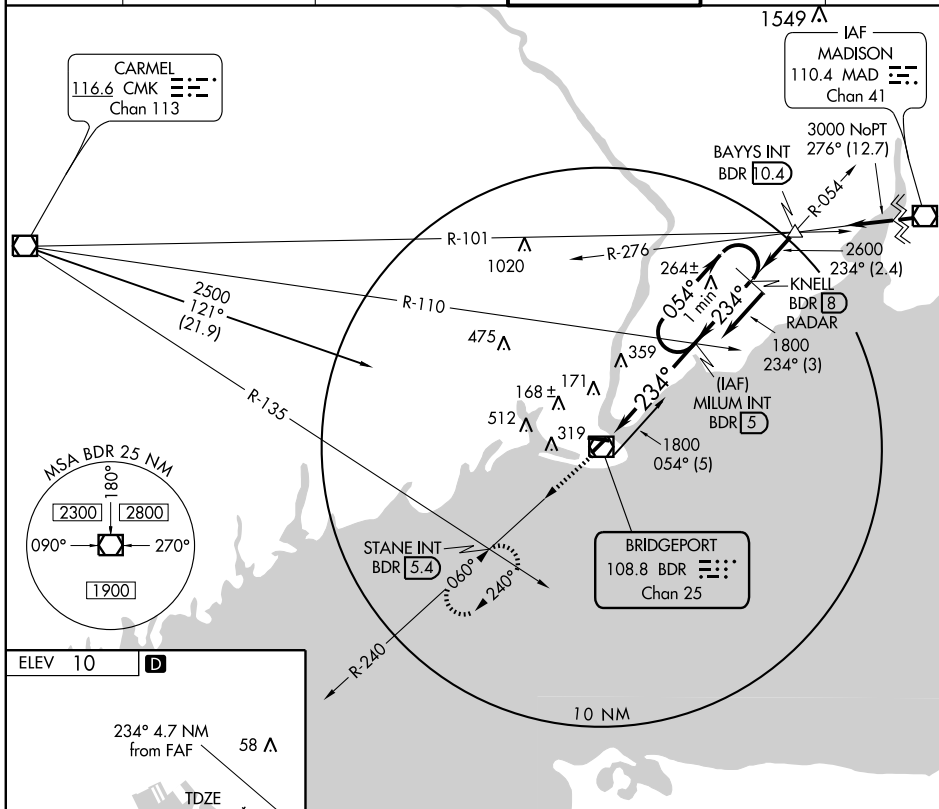 1549
CARMEL
116.6 CMK
Chan 113
IAF
MADISON
110.4 MAD
Chan 41
3000 NoPT
276° (12.7)
BAYYS INT
BDR 10.4
R-054
R-101
R-276
1020
2600
234° (2.4)
264±
054°
1 min
234°
KNELL
BDR 8
RADAR
2500
121°
(21.9)
R-110
1800
234° (3)
475
359
234°
(IAF)
MILUM INT
BDR 5
168 ±
171
R-135
512
319
1800
054° (5)
MSA BDR 25 NM
180°
2300
2800
090°
270°
1900
STANE INT
BDR 5.4
060°
240°
BRIDGEPORT
108.8 BDR
Chan 25
R-240
10 NM
ELEV 10
D
234° 4.7 NM
from FAF
58
TDZE